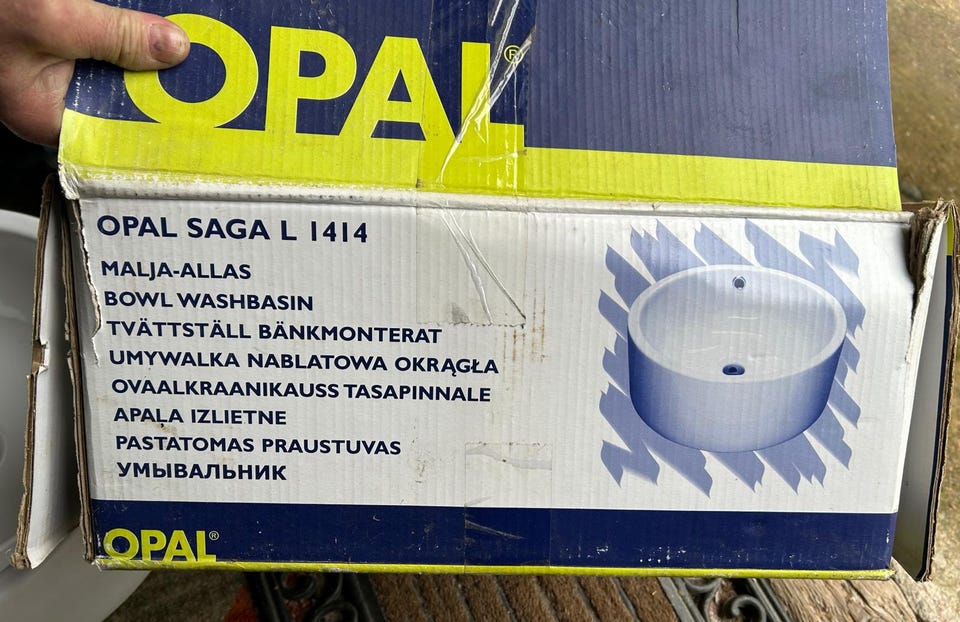 OPAL®
OPAL SAGA L 1414
MALJA-ALLAS
BOWL WASHBASIN
TVÄTTSTÄLL BÄNKMONTERAT
UMYWALKA NABLATOWA OKRĄGŁA
OVAALKRAANIKAUSS TASAPINNALE
APAĻA IZLIETNE
PASTATOMAS PRAUSTUVAS
УМЫВАЛЬНИК
OPAL®